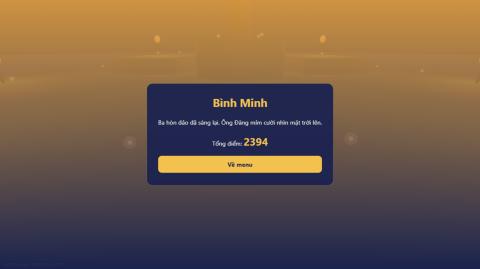 Bình Minh
Ba hòn đảo đã sáng lại. Ông Đăng mỉm cười nhìn mặt trời lên.
Tổng điểm: 2394
Về menu